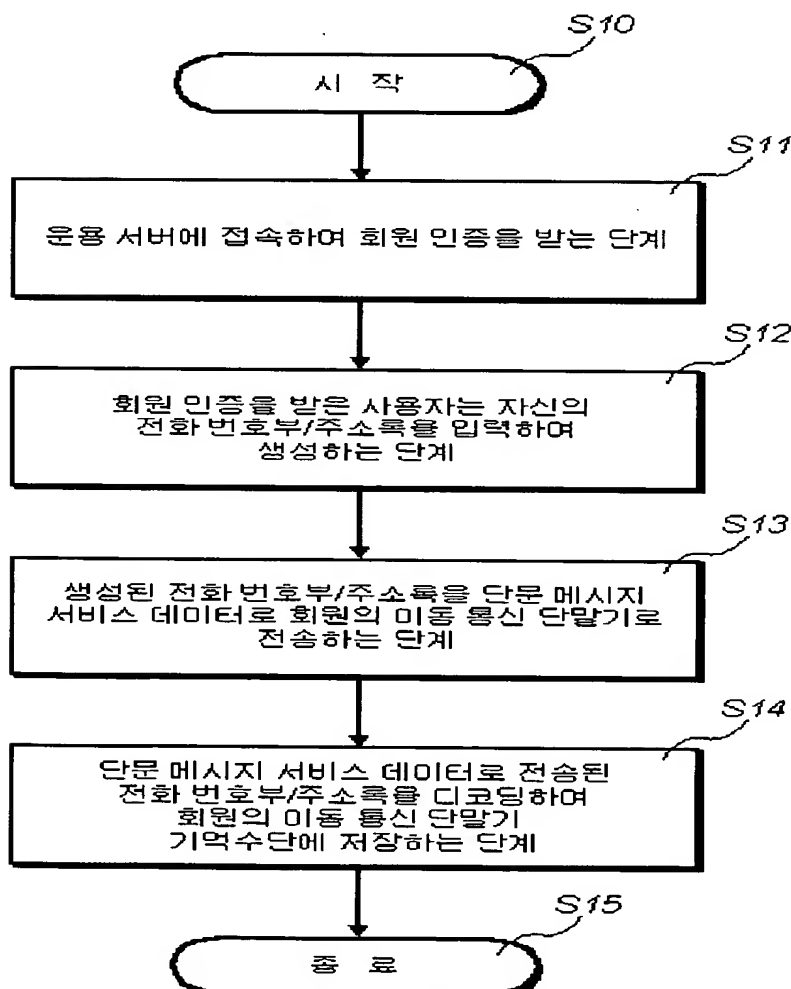 S10
시 작
S11
운용 서버에 접속하여 회원 인증을 받는 단계
S12
회원 인증을 받은 사용자는 자신의
전화 번호부/주소록을 입력하여
생성하는 단계
S13
생성된 전화 번호부/주소록을 단문 메시지
서비스 데이터로 회원의 이동 통신 단말기로
전송하는 단계
S14
단문 메시지 서비스 데이터로 전송된
전화 번호부/주소록을 디코딩하여
회원의 이동 통신 단말기
기억수단에 저장하는 단계
S15
종 료